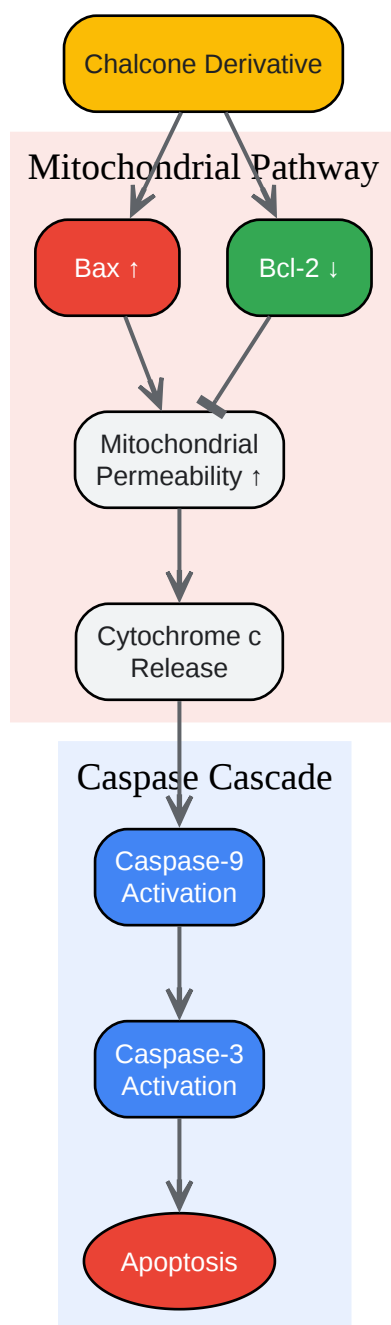 Chalcone Derivative
Mitochondrial Pathway
Bax ↑
Bcl-2 ↓
Mitochondrial
Permeability ↑
Cytochrome c
Release
Caspase Cascade
Caspase-9
Activation
Caspase-3
Activation
Apoptosis